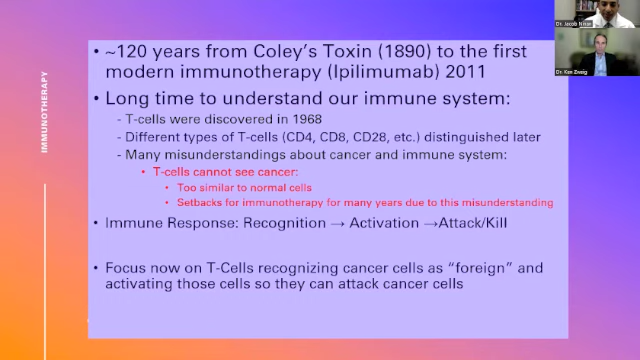 IMMUNOTHERAPY
• ~120 years from Coley's Toxin (1890) to the first
modern immunotherapy (Ipilimumab) 2011
• Long time to understand our immune system:
- T-cells were discovered in 1968
- Different types of T-cells (CD4, CD8, CD28, etc.) distinguished later
- Many misunderstandings about cancer and immune system:
• T-cells cannot see cancer:
• Too similar to normal cells
• Setbacks for immunotherapy for many years due to this misunderstanding
• Immune Response: Recognition → Activation →Attack/Kill
• Focus now on T-Cells recognizing cancer cells as "foreign" and
activating those cells so they can attack cancer cells
Dr. Jacob
Dr. Ken Zweig